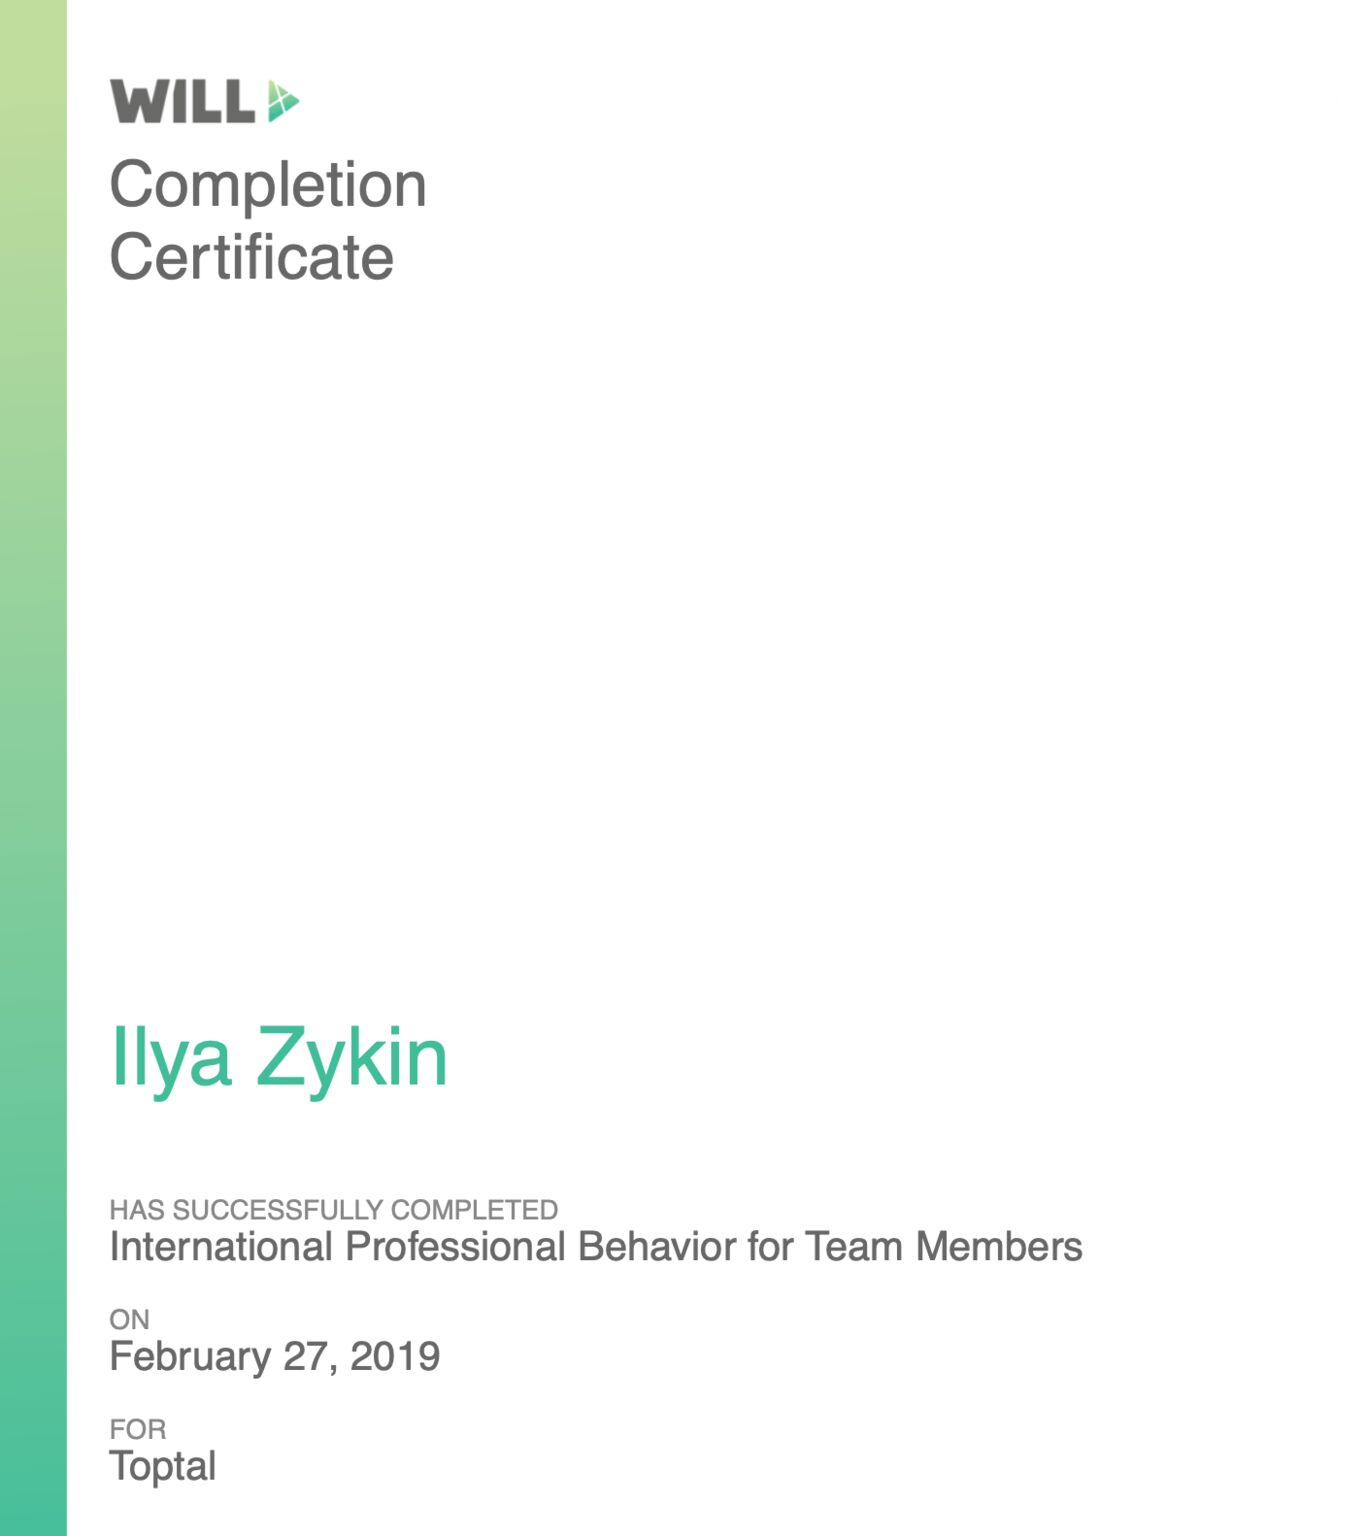 WILL
Completion
Certificate
Ilya Zykin
HAS SUCCESSFULLY COMPLETED
International Professional Behavior for Team Members
ON
February 27, 2019
FOR
Toptal